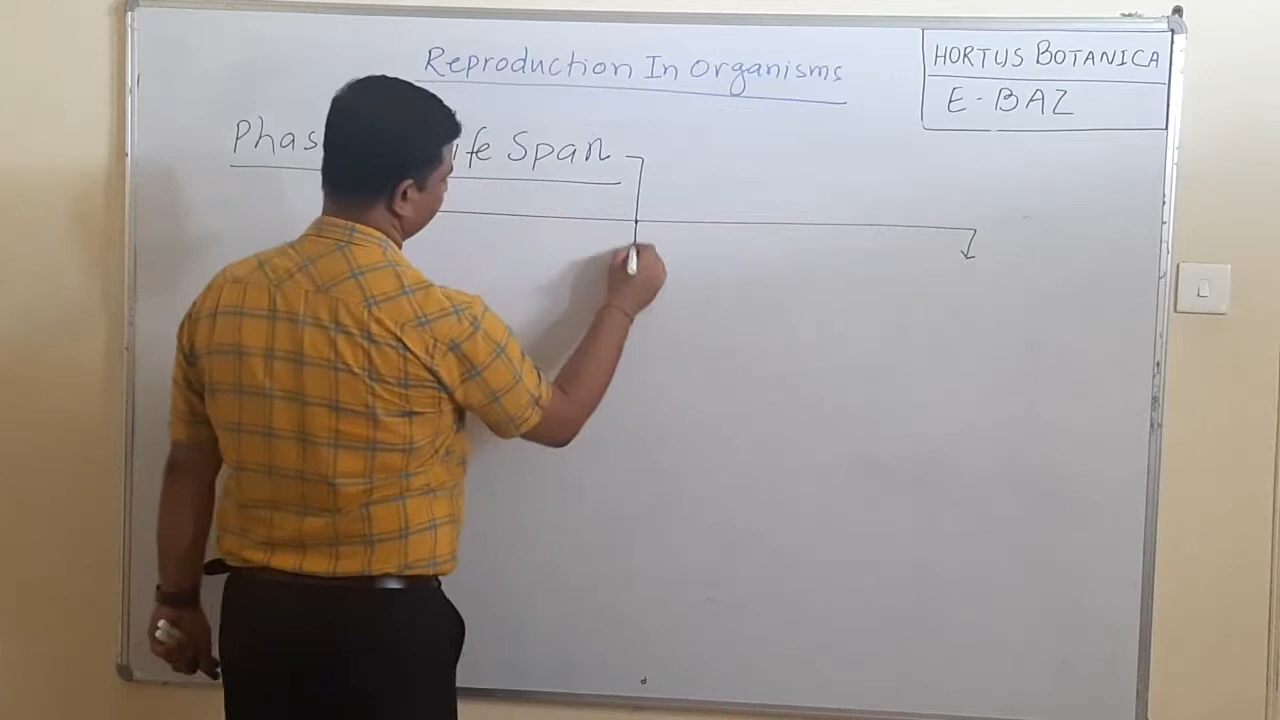 Reproduction In Organisms
HORTUS BOTANICA
E-BAZ
Phas
ife Span